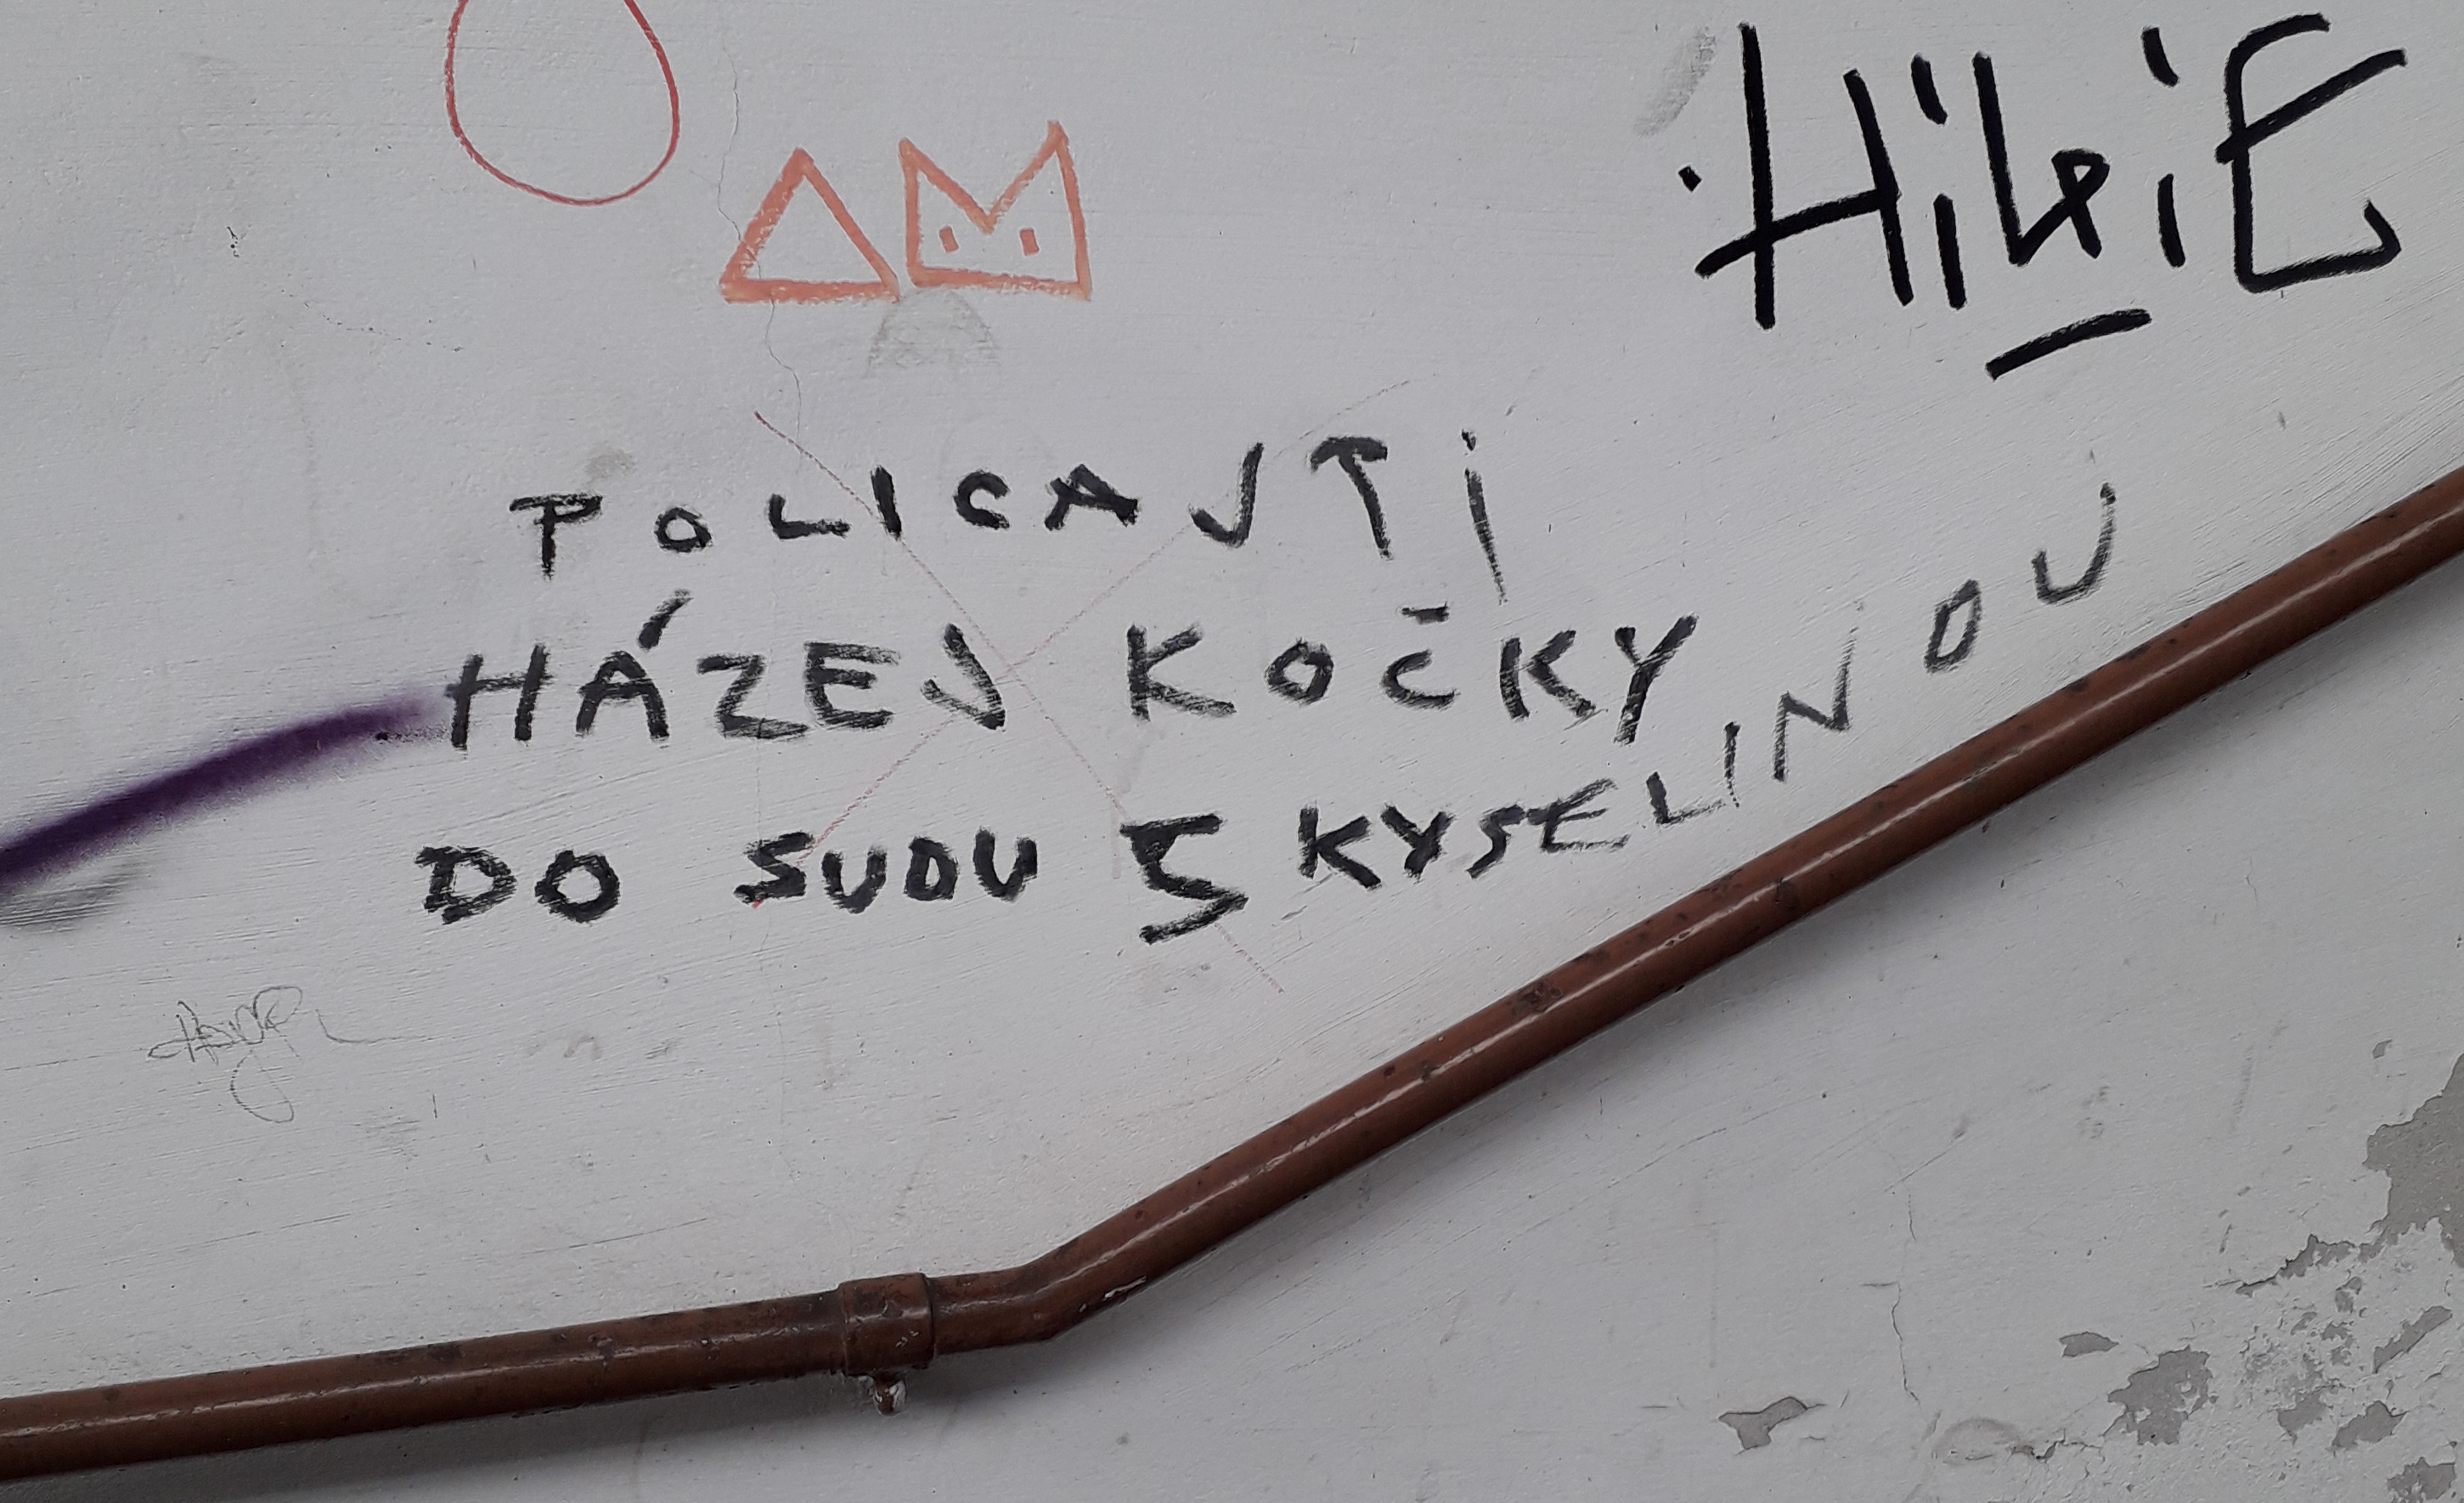 HiLiE
POLICAJTI
HÁZEJ KOČKY
DO SUDU S KYSELINOU